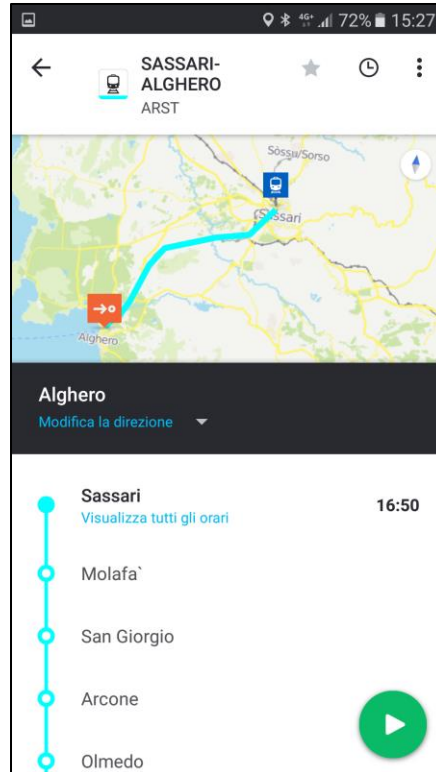 4G+ 72% 15:27
SASSARI-
ALGHERO
ARST
Sòssu/Sorso
Sassari
Alghero
Alghero
Modifica la direzione
Sassari 16:50
Visualizza tutti gli orari
Molafa`
San Giorgio
Arcone
Olmedo